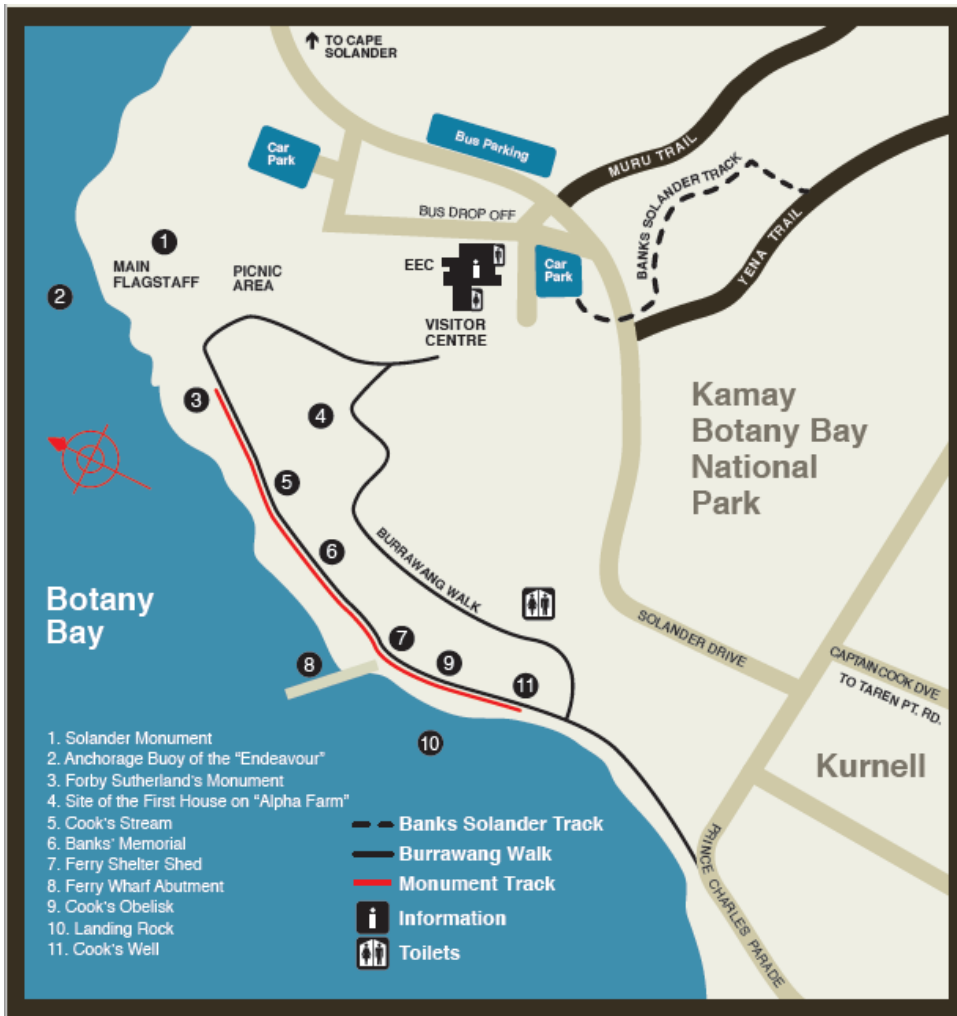 TO CAPE
SOLANDER
Car
Park
Bus Parking
MURU TRAIL
BANKS SOLANDER TRACK
YENA TRAIL
BUS DROP OFF
1
MAIN
FLAGSTAFF
PICNIC
AREA
EEC
i
Car
Park
2
VISITOR
CENTRE
3
4
Kamay
Botany Bay
National
Park
5
6
BURRAWANG WALK
Botany
Bay
7
8
9
11
10
SOLANDER DRIVE
CAPTAIN COOK DVE
TO TAREN PT. RD.
Kurnell
PRINCE CHARLES PARADE
1. Solander Monument
2. Anchorage Buoy of the “Endeavour”
3. Forby Sutherland's Monument
4. Site of the First House on “Alpha Farm”
5. Cook's Stream
6. Banks' Memorial
7. Ferry Shelter Shed
8. Ferry Wharf Abutment
9. Cook's Obelisk
10. Landing Rock
11. Cook's Well
Banks Solander Track
Burrawang Walk
Monument Track
i Information
Toilets